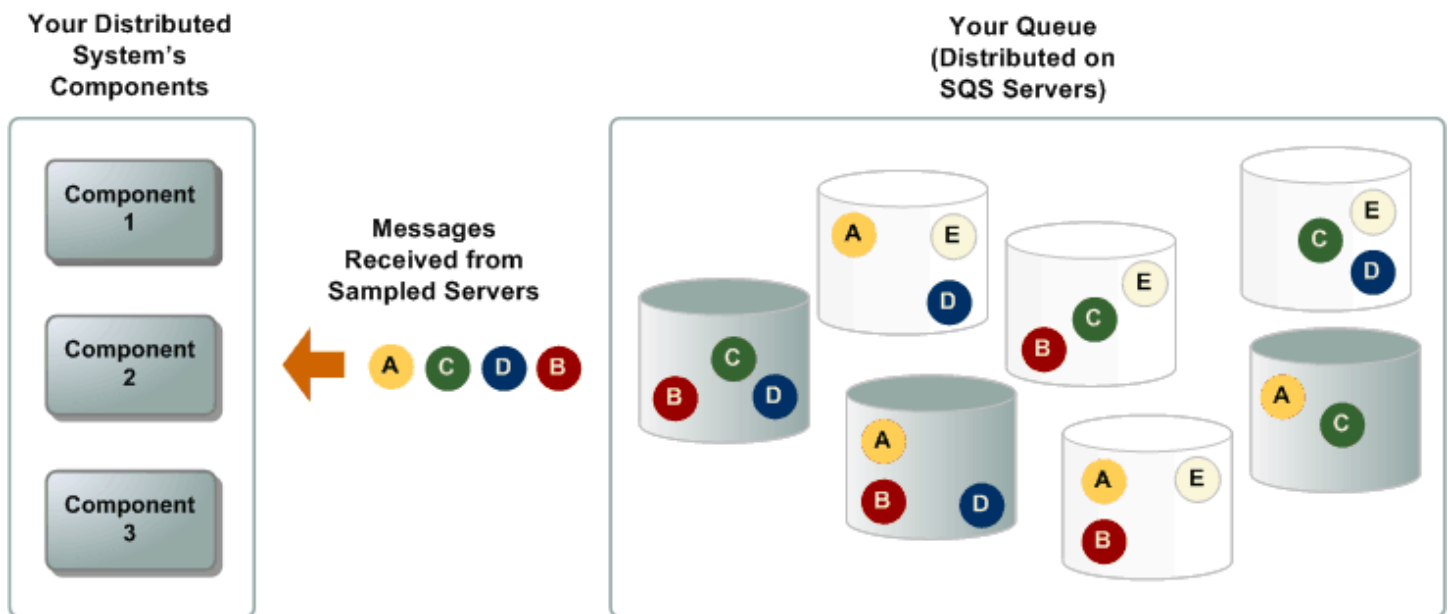 Your Distributed
System's
Components
Your Queue
(Distributed on
SQS Servers)
Component
1
Component
2
Component
3
Messages
Received from
Sampled Servers
A C D B
C
B D
A E
D
E
C
B
E
C
D
A
B D
A E
B
A
C